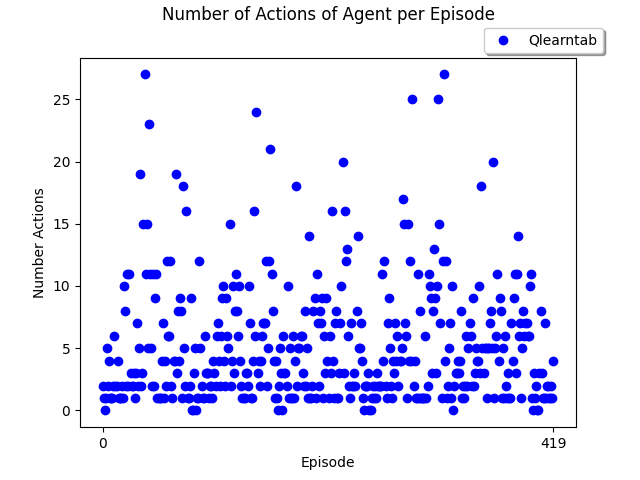 Number of Actions of Agent per Episode
Qlearntab
25
20
15
10
5
0
Number Actions
0
419
Episode